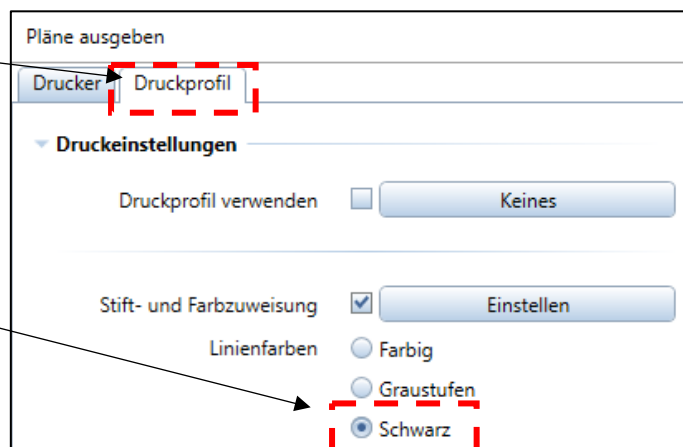 Pläne ausgeben
Drucker Druckprofil
Druckeinstellungen
Druckprofil verwenden Keines
Stift- und Farbzuweisung Einstellen
Linienfarben Farbig
Graustufen
Schwarz